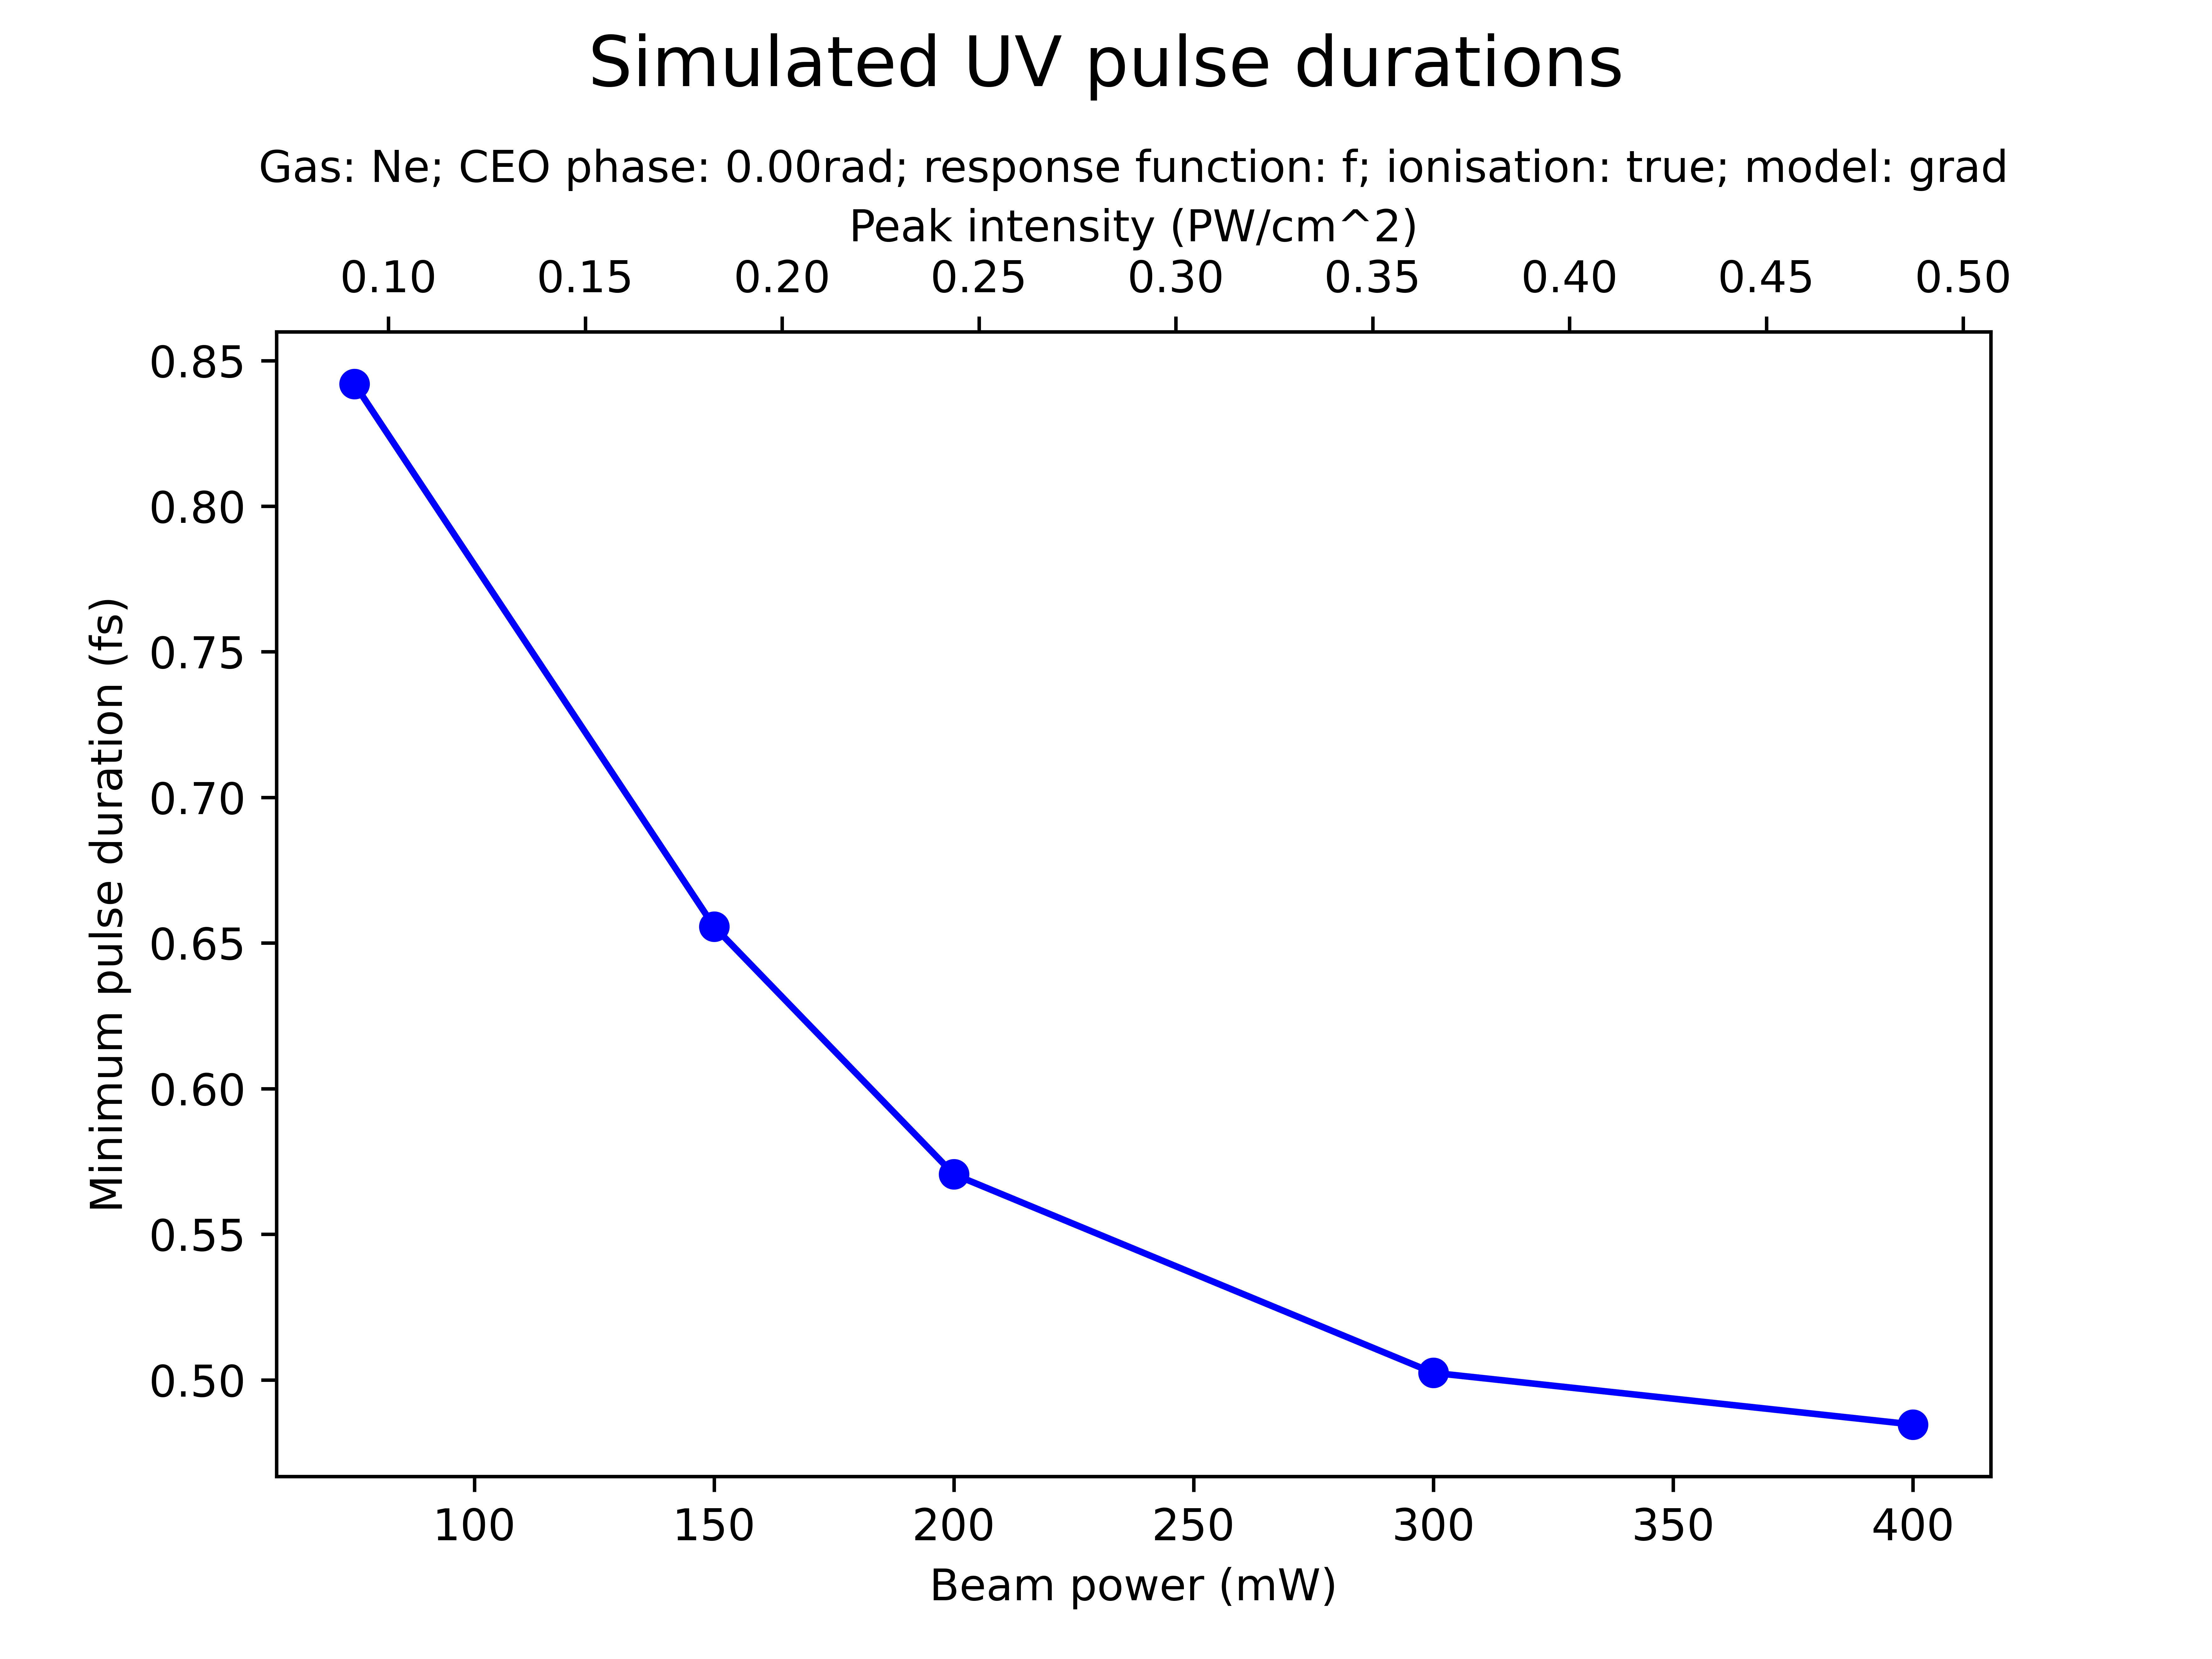 Simulated UV pulse durations
Gas: Ne; CEO phase: 0.00rad; response function: f; ionisation: true; model: grad
Peak intensity (PW/cm^2)
0.10 0.15 0.20 0.25 0.30 0.35 0.40 0.45 0.50
0.85
0.80
0.75
0.70
0.65
0.60
0.55
0.50
Minimum pulse duration (fs)
100 150 200 250 300 350 400
Beam power (mW)